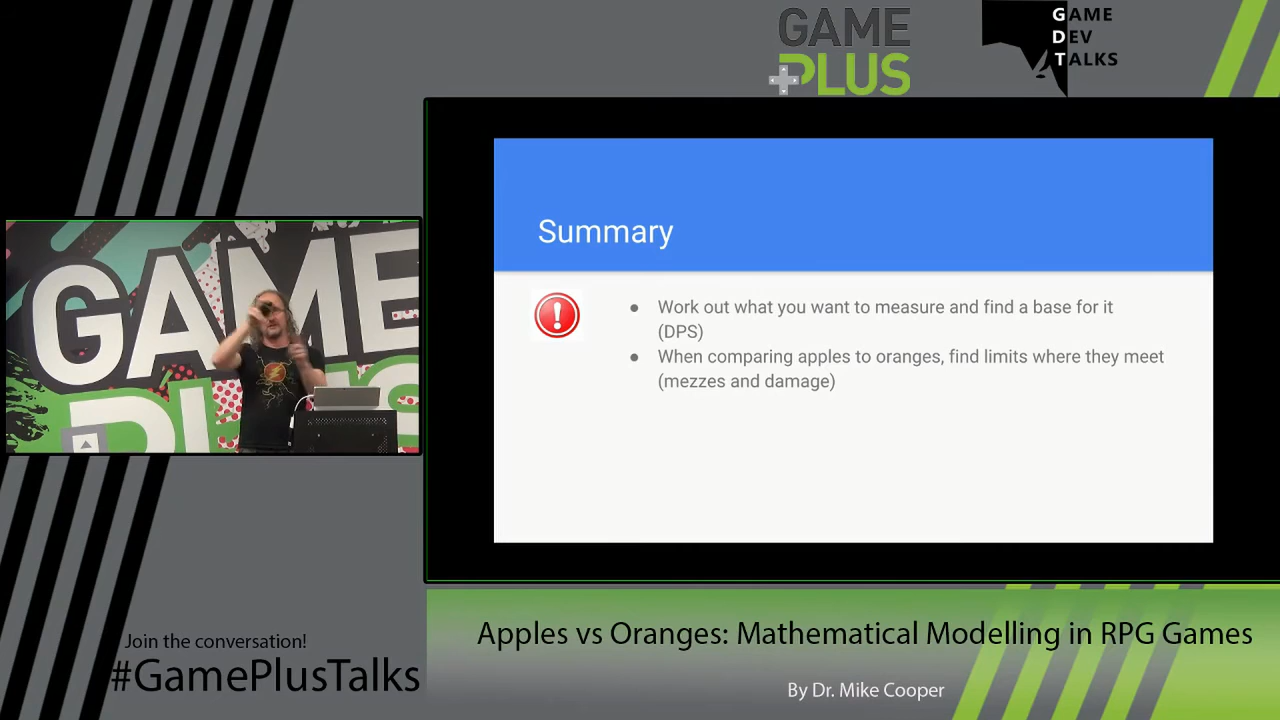 GAME
PLUS
GAME
DEV
TALKS
Summary
● Work out what you want to measure and find a base for it
(DPS)
● When comparing apples to oranges, find limits where they meet
(mezzes and damage)
GAME
PLUS
Join the conversation!
#GamePlusTalks
Apples vs Oranges: Mathematical Modelling in RPG Games
By Dr. Mike Cooper